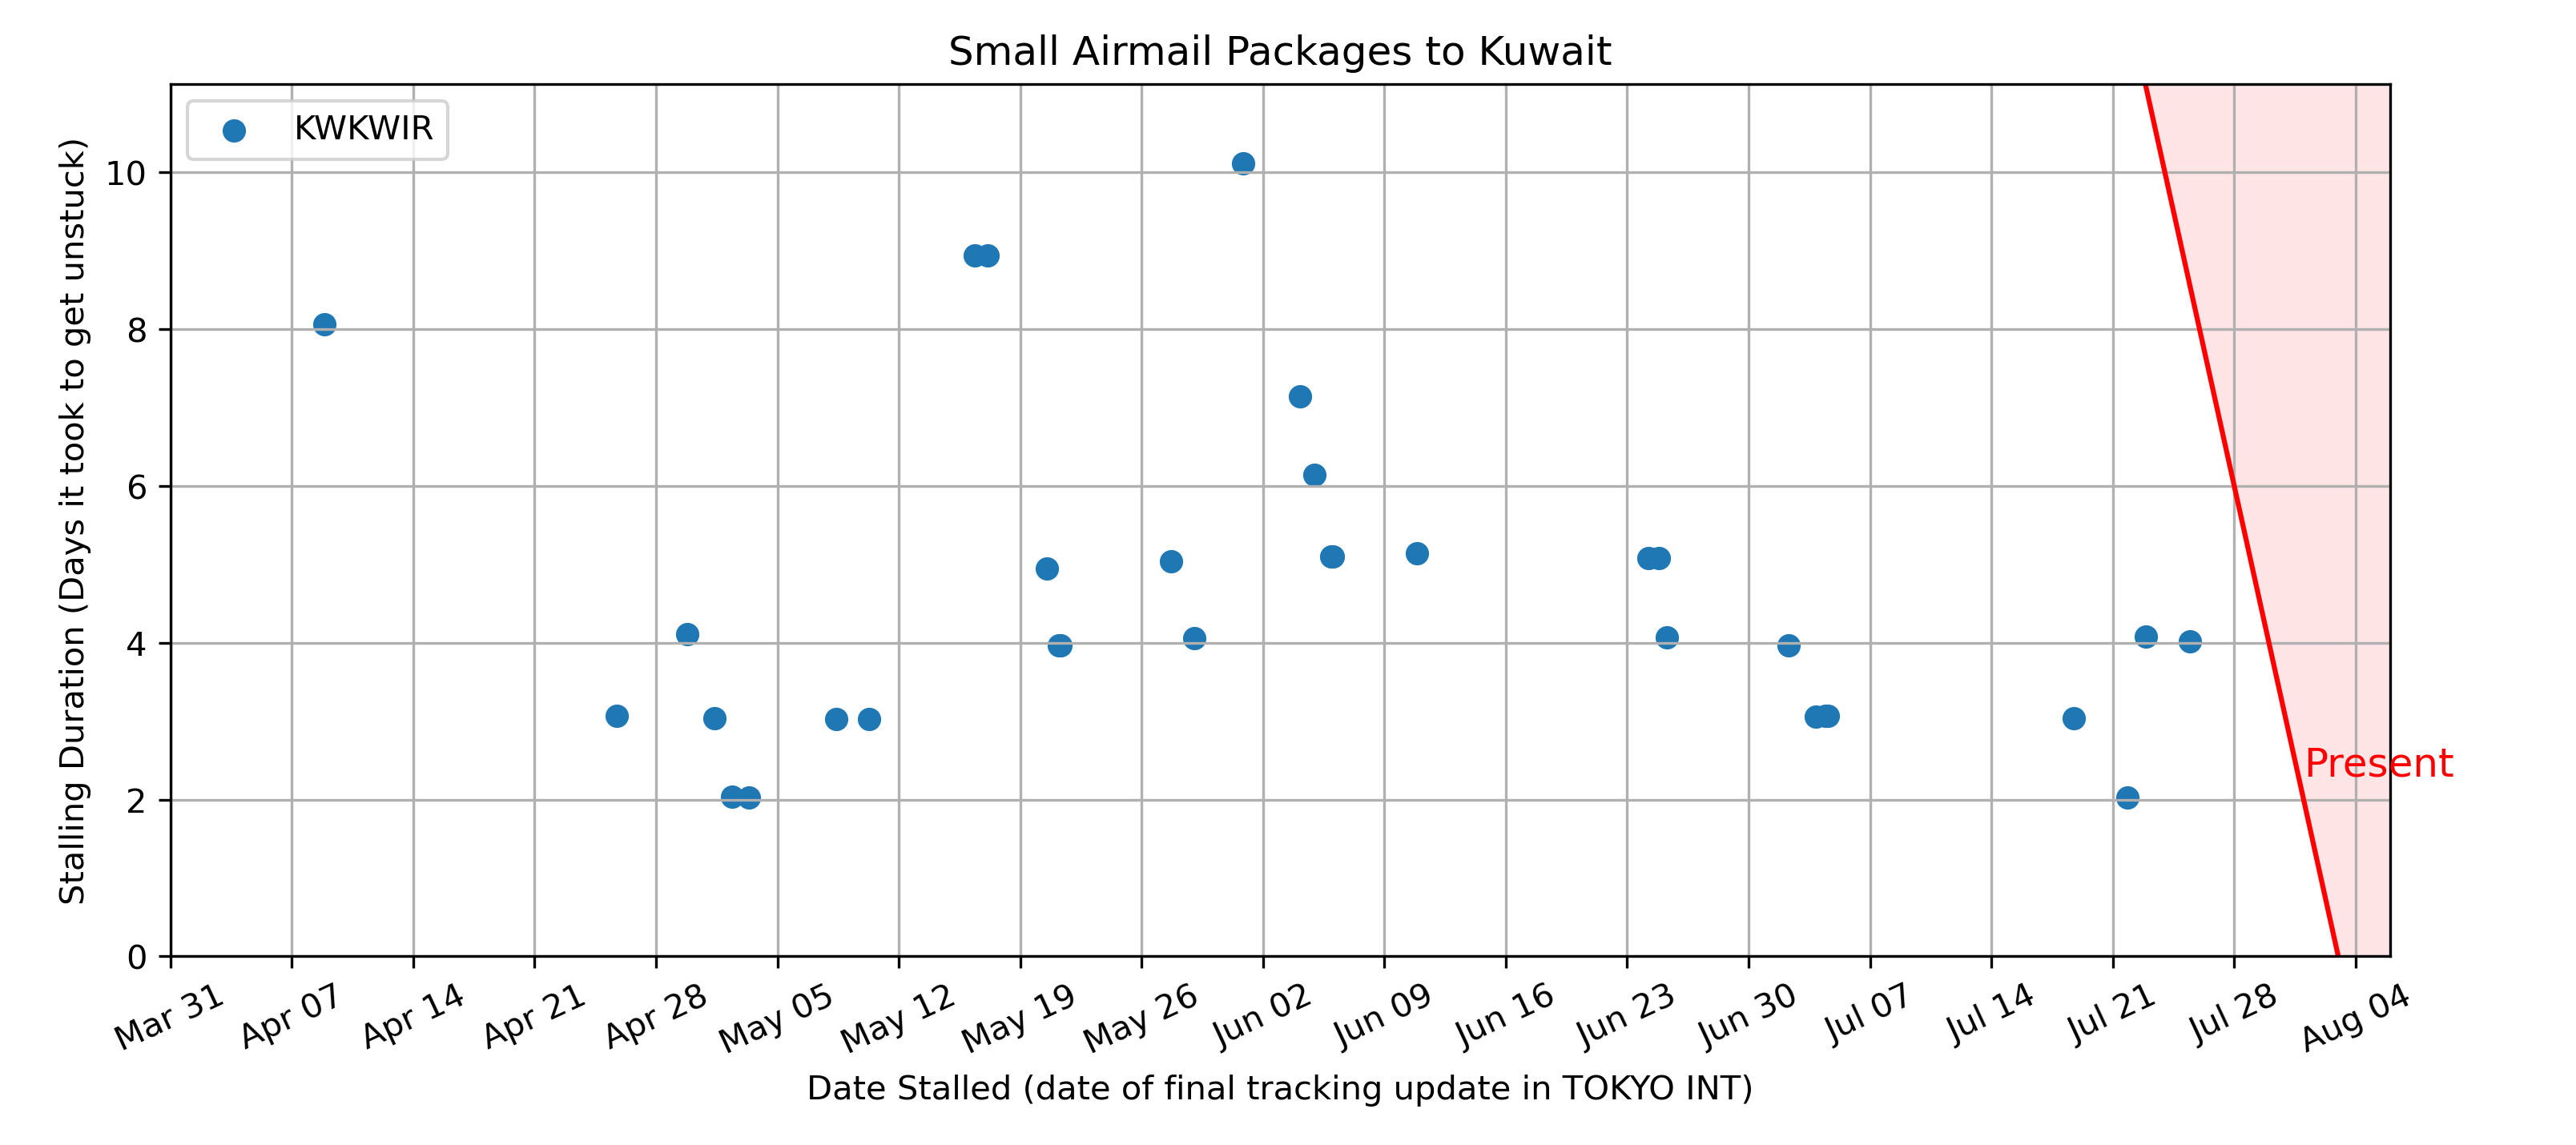 Small Airmail Packages to Kuwait
KWKWIR
Stalling Duration (Days it took to get unstuck)
10
8
6
4
2
0
Present
Mar 31
Apr 07
Apr 14
Apr 21
Apr 28
May 05
May 12
May 19
May 26
Jun 02
Jun 09
Jun 16
Jun 23
Jun 30
Jul 07
Jul 14
Jul 21
Jul 28
Aug 04
Date Stalled (date of final tracking update in TOKYO INT)